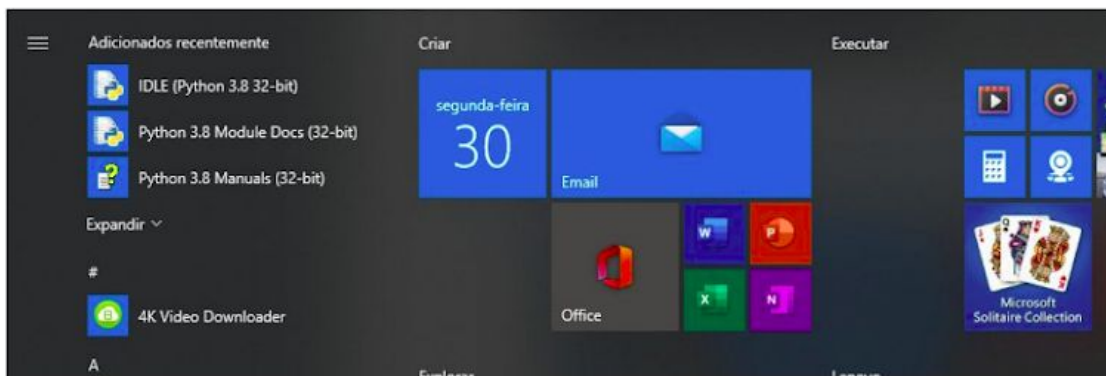 Adicionados recentemente
IDLE (Python 3.8 32-bit)
Python 3.8 Module Docs (32-bit)
Python 3.8 Manuals (32-bit)
Expandir
#
4K Video Downloader
A
Criar
segunda-feira
30
Email
Office
W
P
X
N
Explorar
Executar
Microsoft
Solitaire Collection